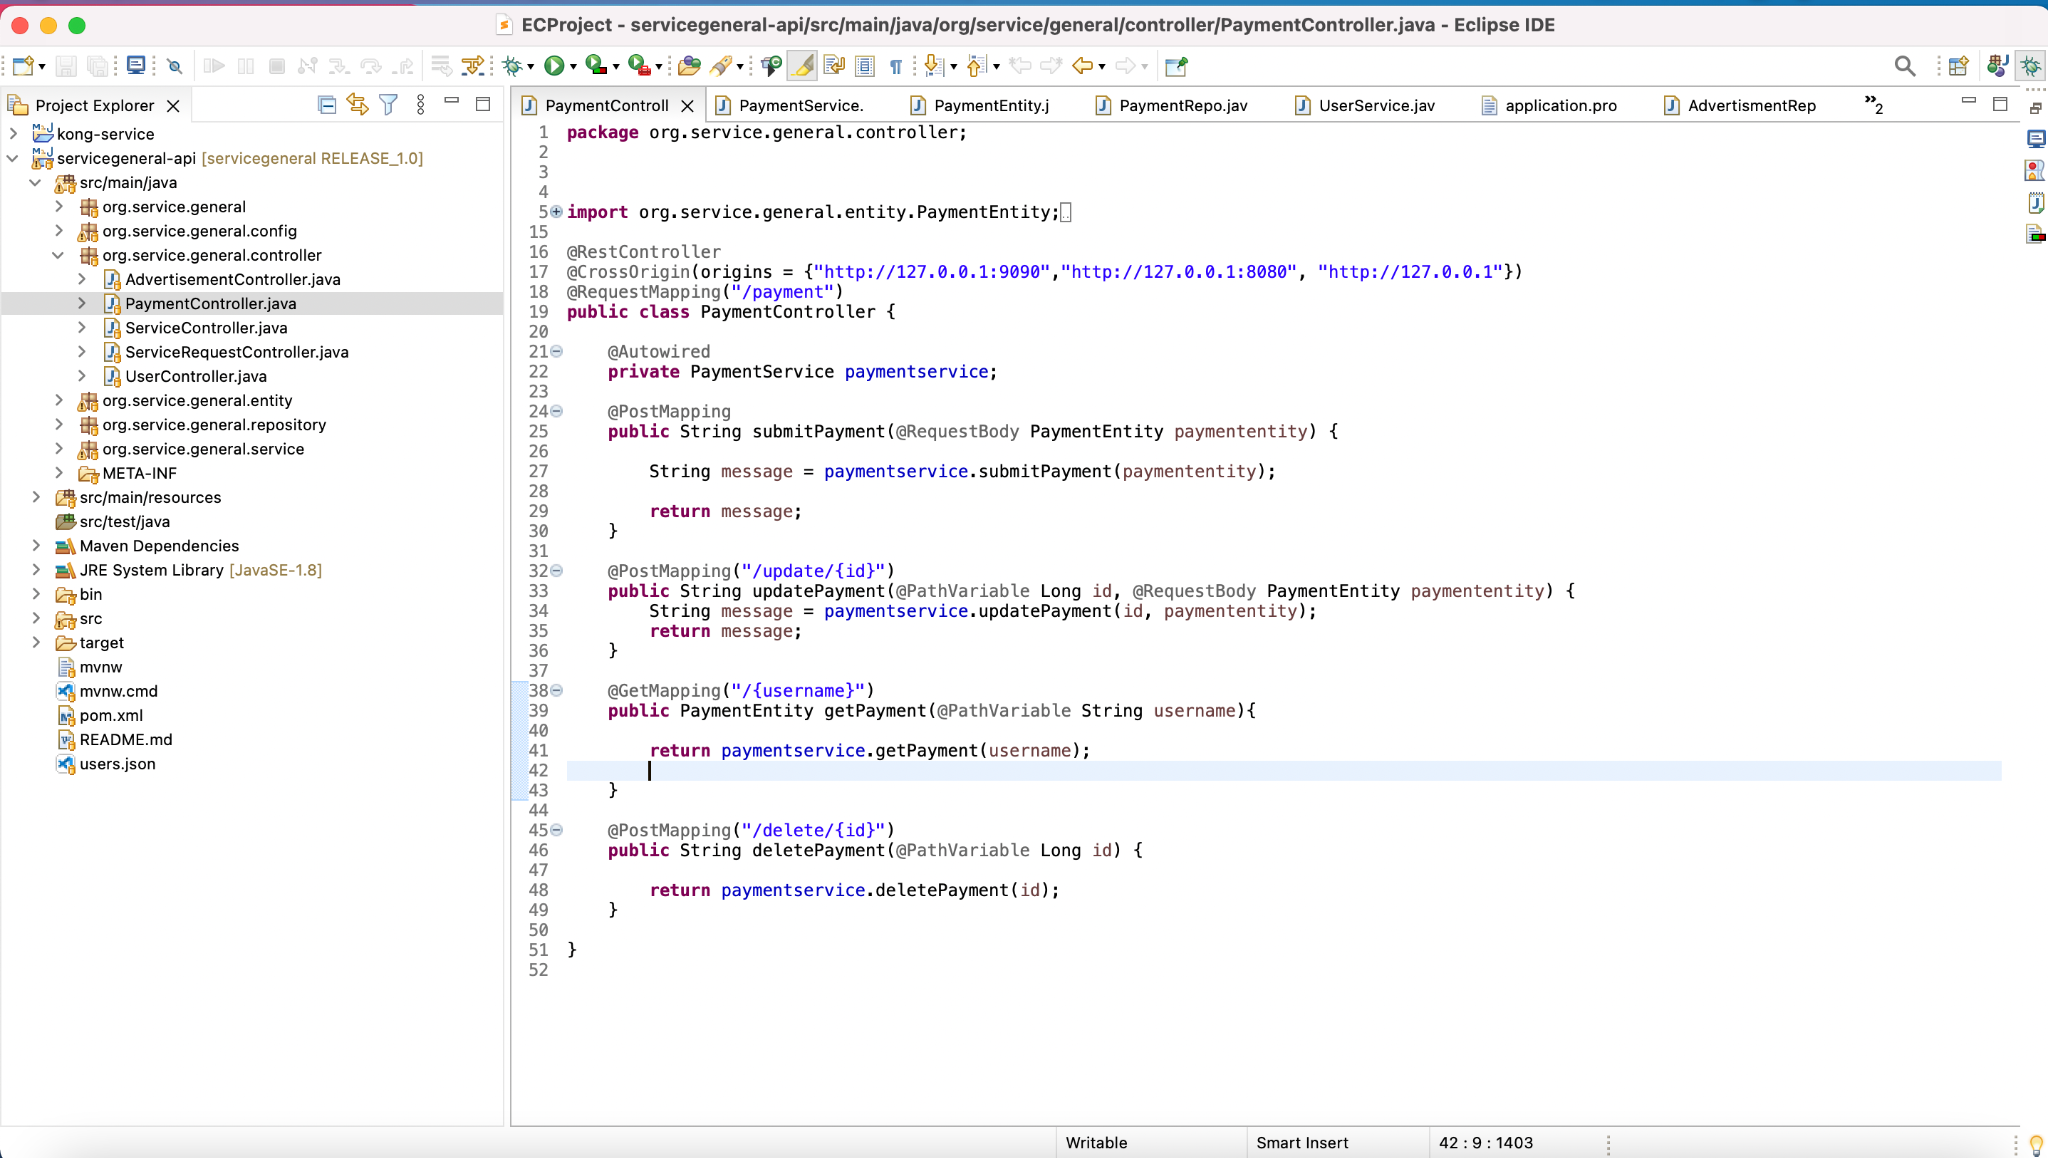 ECProject - servicegeneral-api/src/main/java/org/service/general/controller/PaymentController.java - Eclipse IDE
Project Explorer
kong-service
servicegeneral-api [servicegeneral RELEASE_1.0]
src/main/java
org.service.general
org.service.general.config
org.service.general.controller
AdvertisementController.java
PaymentController.java
ServiceController.java
ServiceRequestController.java
UserController.java
org.service.general.entity
org.service.general.repository
org.service.general.service
META-INF
src/main/resources
src/test/java
Maven Dependencies
JRE System Library [JavaSE-1.8]
bin
src
target
mvnw
mvnw.cmd
pom.xml
README.md
users.json
PaymentControll PaymentService. PaymentEntity.j PaymentRepo.jav UserService.jav application.pro AdvertismentRep »2
1 package org.service.general.controller;
2
3
4
5 import org.service.general.entity.PaymentEntity;
15
16 @RestController
17 @CrossOrigin(origins = {"http://127.0.0.1:9090","http://127.0.0.1:8080", "http://127.0.0.1"})
18 @RequestMapping("/payment")
19 public class PaymentController {
20
21 @Autowired
22 private PaymentService paymentservice;
23
24 @PostMapping
25 public String submitPayment(@RequestBody PaymentEntity paymententity) {
26
27 String message = paymentservice.submitPayment(paymententity);
28
29 return message;
30 }
31
32 @PostMapping("/update/{id}")
33 public String updatePayment(@PathVariable Long id, @RequestBody PaymentEntity paymententity) {
34 String message = paymentservice.updatePayment(id, paymententity);
35 return message;
36 }
37
38 @GetMapping("/{username}")
39 public PaymentEntity getPayment(@PathVariable String username){
40
41 return paymentservice.getPayment(username);
42
43 }
44
45 @PostMapping("/delete/{id}")
46 public String deletePayment(@PathVariable Long id) {
47
48 return paymentservice.deletePayment(id);
49 }
50
51 }
52
Writable Smart Insert 42 : 9 : 1403